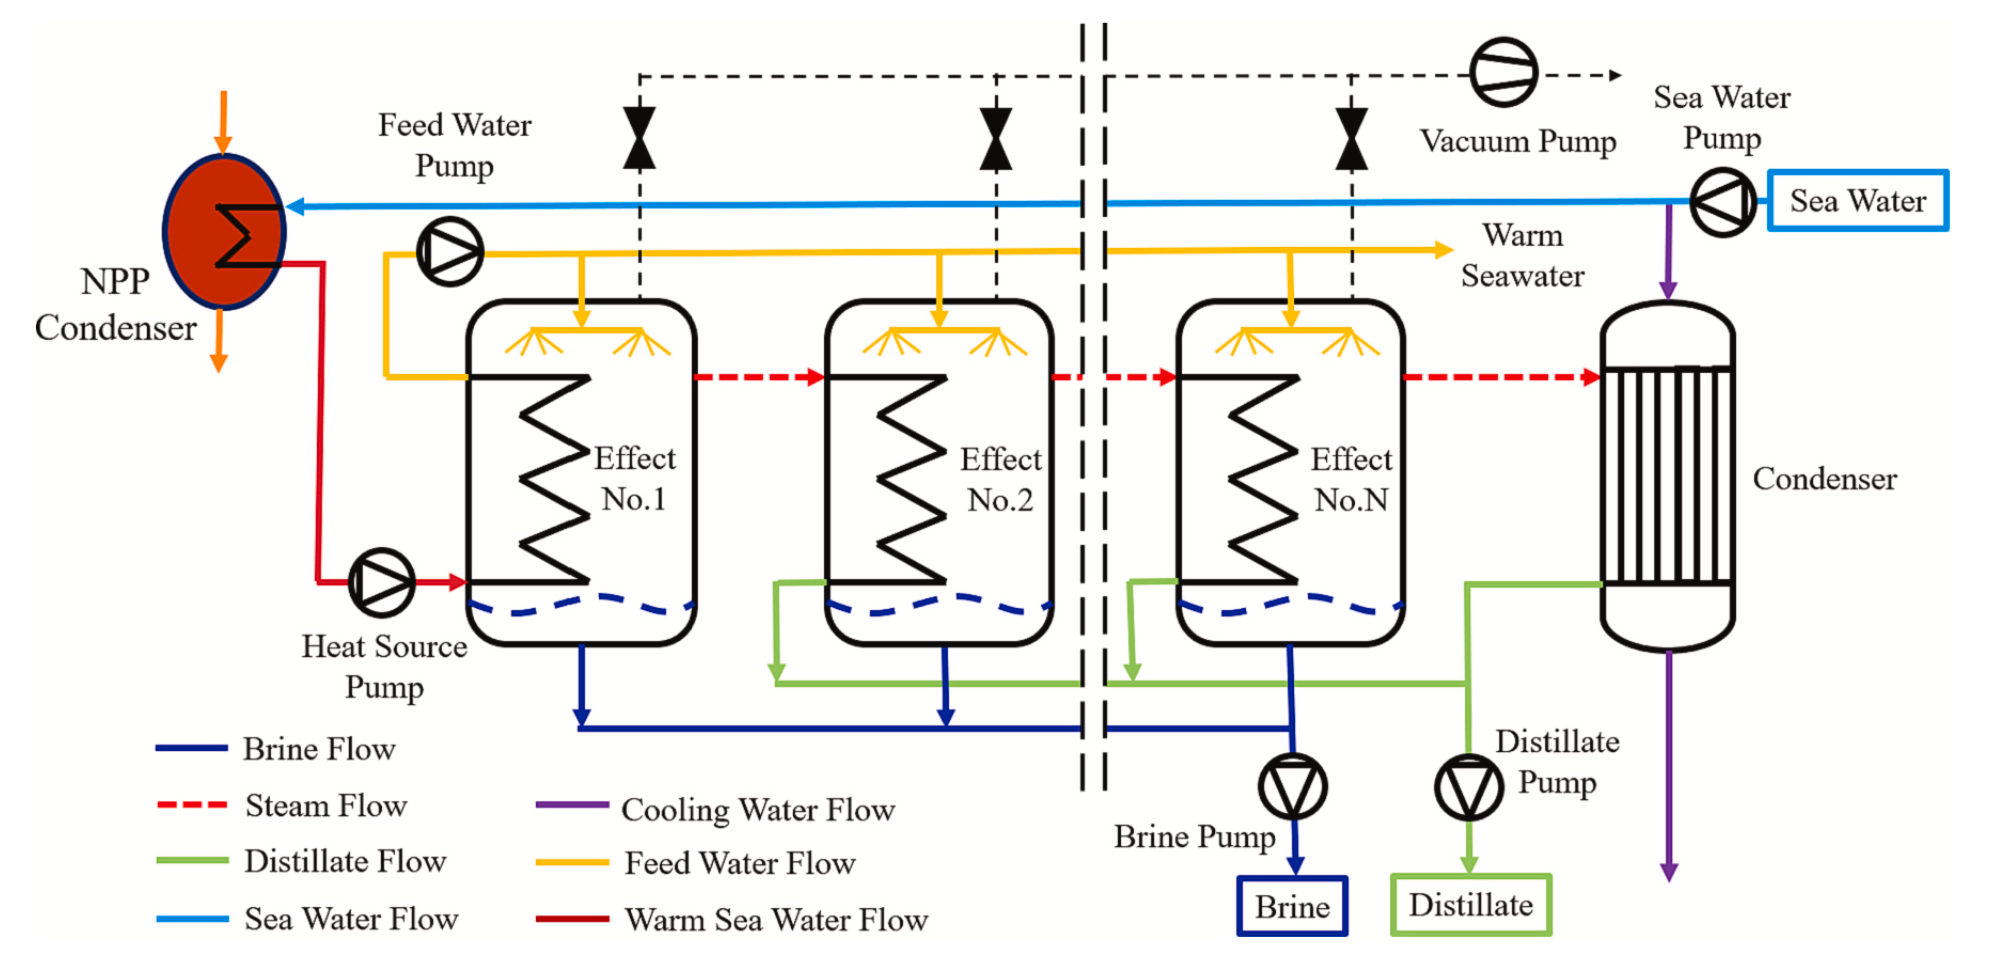 Feed Water
Pump
Vacuum Pump
Sea Water
Pump
Sea Water
Warm
Seawater
NPP
Condenser
Effect
No.1
Effect
No.2
Effect
No.N
Condenser
Heat Source
Pump
Distillate
Pump
Brine Pump
Brine
Distillate
Brine Flow
Steam Flow
Distillate Flow
Sea Water Flow
Cooling Water Flow
Feed Water Flow
Warm Sea Water Flow